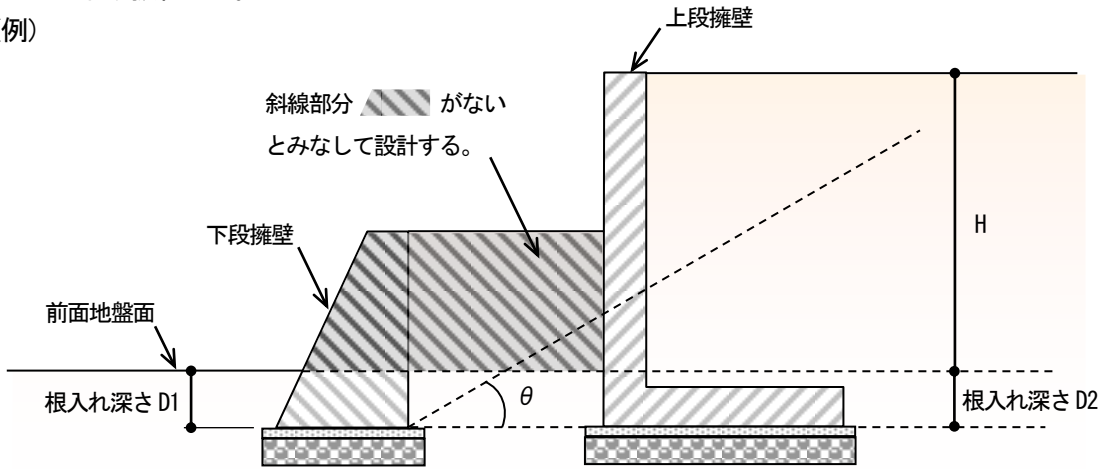 例）
上段擁壁
斜線部分 がない
とみなして設計する。
下段擁壁
前面地盤面
根入れ深さ D1
θ
H
根入れ深さ D2